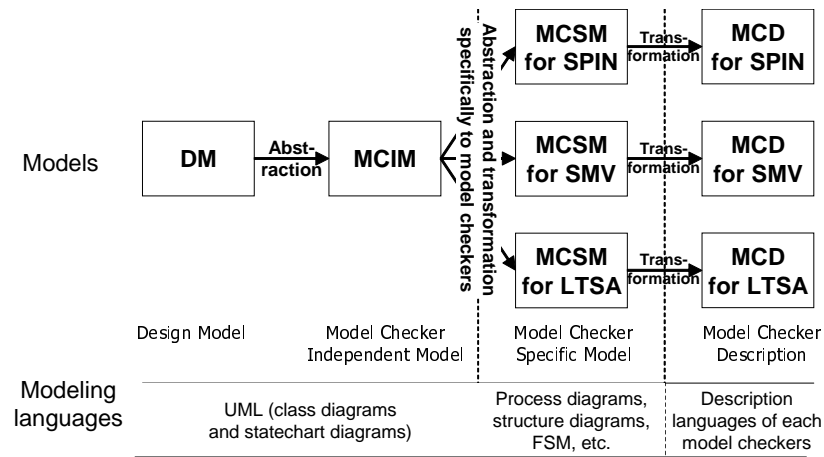 Models
DM
Abst-
raction
MCIM
Abstraction and transformation
specifically to model checkers
MCSM
for SPIN
Trans-
formation
MCD
for SPIN
MCSM
for SMV
Trans-
formation
MCD
for SMV
MCSM
for LTSA
Trans-
formation
MCD
for LTSA
Design Model
Model Checker
Independent Model
Model Checker
Specific Model
Model Checker
Description
Modeling
languages
UML (class diagrams
and statechart diagrams)
Process diagrams,
structure diagrams,
FSM, etc.
Description
languages of each
model checkers